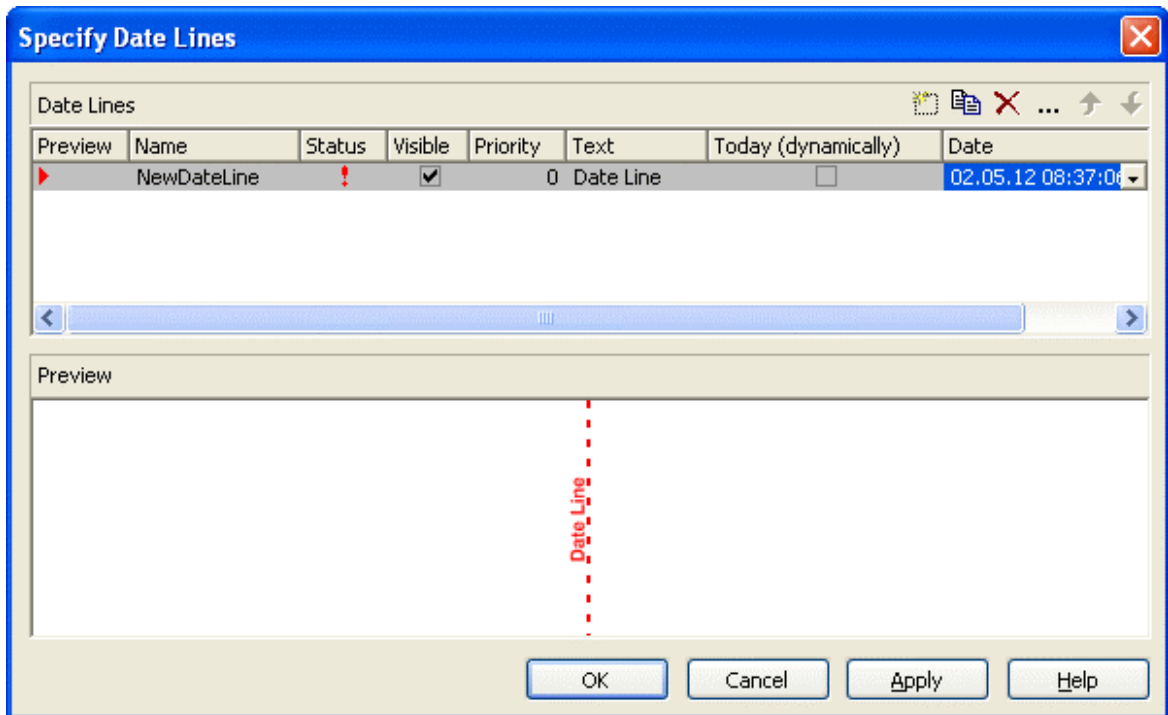 Specify Date Lines
Date Lines
...
Preview Name Status Visible Priority Text Today (dynamically) Date
NewDateLine ! 0 Date Line 02.05.12 08:37:06
Preview
Date Line
OK Cancel Apply Help